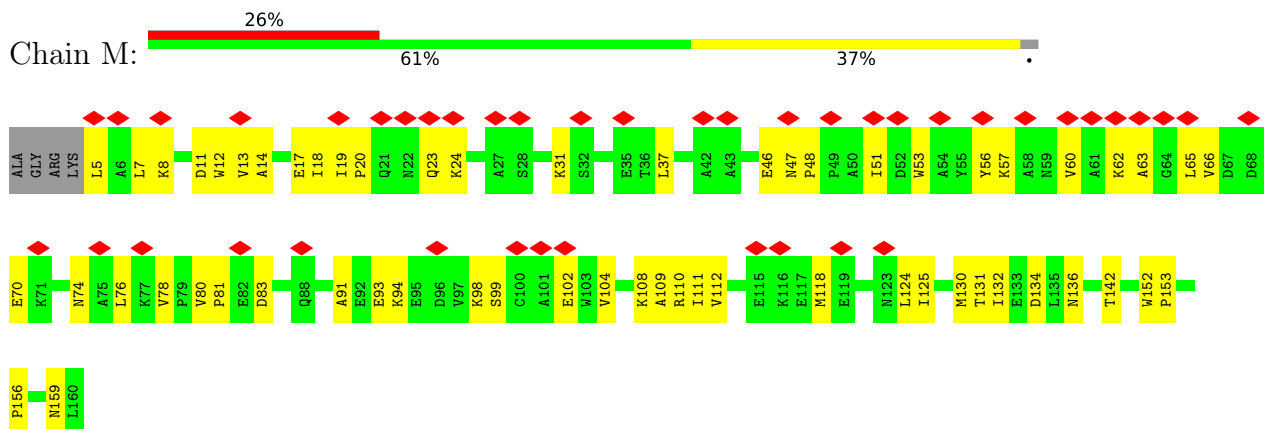 26%
Chain M:
61% 37% •
ALA GLY ARG LYS L5 A6 L7 K8 D11 W12 V13 A14 E17 I18 I19 P20 Q21 N22 Q23 K24 A27 S28 K31 S32 E35 T36 L37 A42 A43 E46 N47 P48 P49 A50 I51 D52 W53 A54 Y55 Y56 K57 A58 N59 V60 A61 K62 A63 G64 L65 V66 D67 D68
E70 K71 N74 A75 L76 K77 V78 P79 V80 P81 E82 D83 Q88 A91 E92 E93 K94 E95 D96 V97 K98 S99 C100 A101 E102 W103 V104 K108 A109 R110 I111 V112 E115 K116 E117 M118 E119 N123 L124 I125 M130 T131 I132 E133 D134 L135 N136 T142 W152 P153
P156 N159 L160